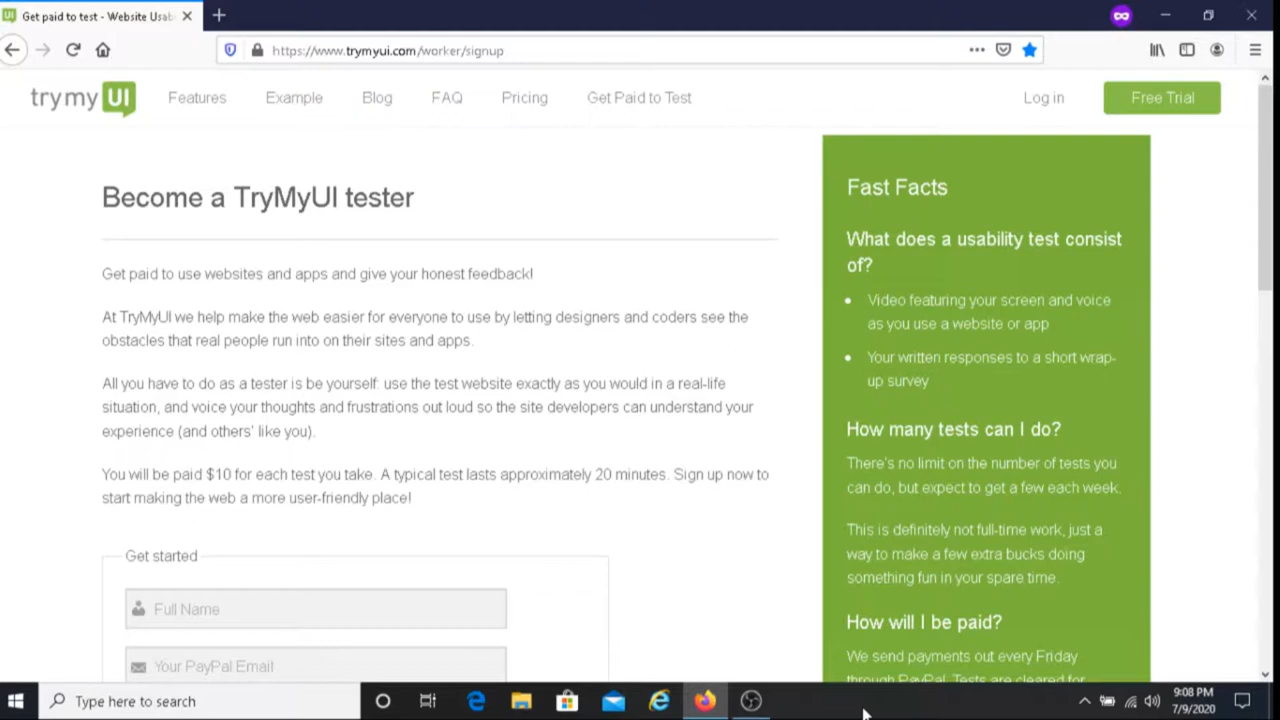 Get paid to test - Website Usab
https://www.trymyui.com/worker/signup
trymyUI
Features
Example
Blog
FAQ
Pricing
Get Paid to Test
Log in
Free Trial
Become a TryMyUI tester
Get paid to use websites and apps and give your honest feedback!
At TryMyUI we help make the web easier for everyone to use by letting designers and coders see the
obstacles that real people run into on their sites and apps.
All you have to do as a tester is be yourself: use the test website exactly as you would in a real-life
situation, and voice your thoughts and frustrations out loud so the site developers can understand your
experience (and others' like you).
You will be paid $10 for each test you take. A typical test lasts approximately 20 minutes. Sign up now to
start making the web a more user-friendly place!
Get started
Full Name
Your PayPal Email
Fast Facts
What does a usability test consist
of?
Video featuring your screen and voice
as you use a website or app
Your written responses to a short wrap-
up survey
How many tests can I do?
There's no limit on the number of tests you
can do, but expect to get a few each week.
This is definitely not full-time work, just a
way to make a few extra bucks doing
something fun in your spare time.
How will I be paid?
We send payments out every Friday
through PayPal. Tests are cleared for
Type here to search
9:08 PM
7/9/2020